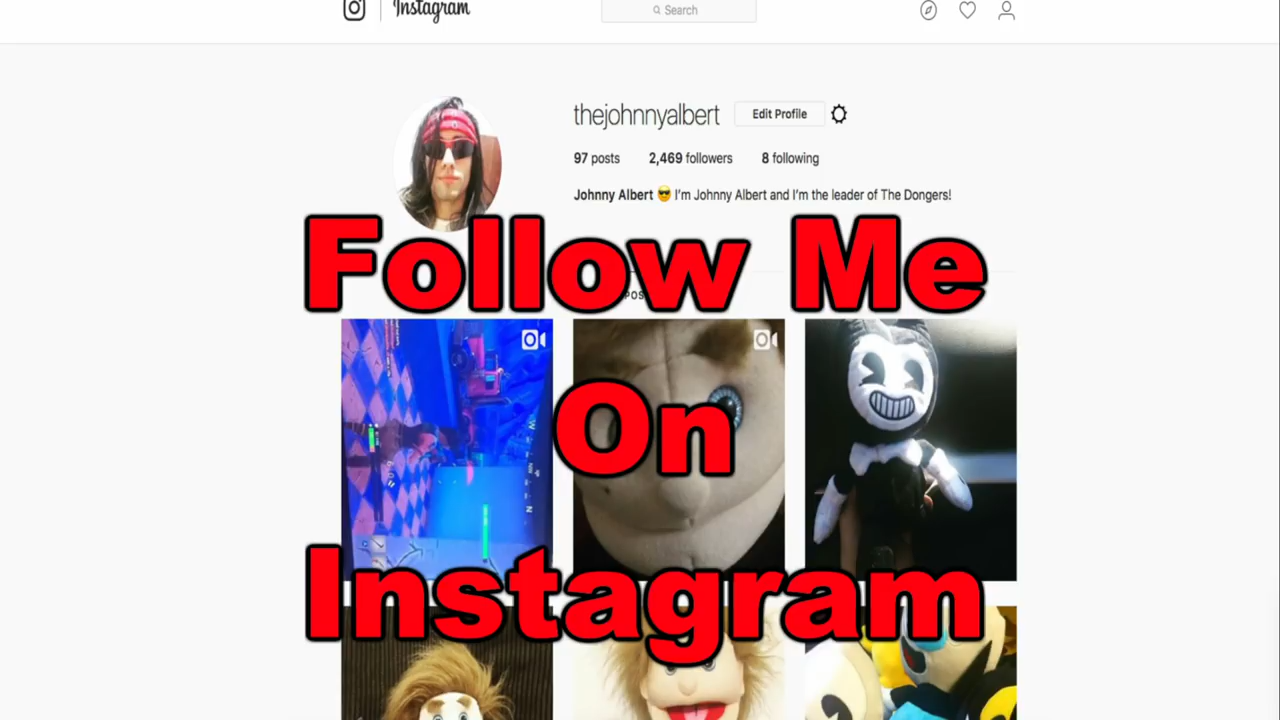 Instagram
Search
thejohnnyalbert Edit Profile
97 posts 2,469 followers 8 following
Johnny Albert 😎 I'm Johnny Albert and I'm the leader of The Dongers!
Follow Me
On
Instagram